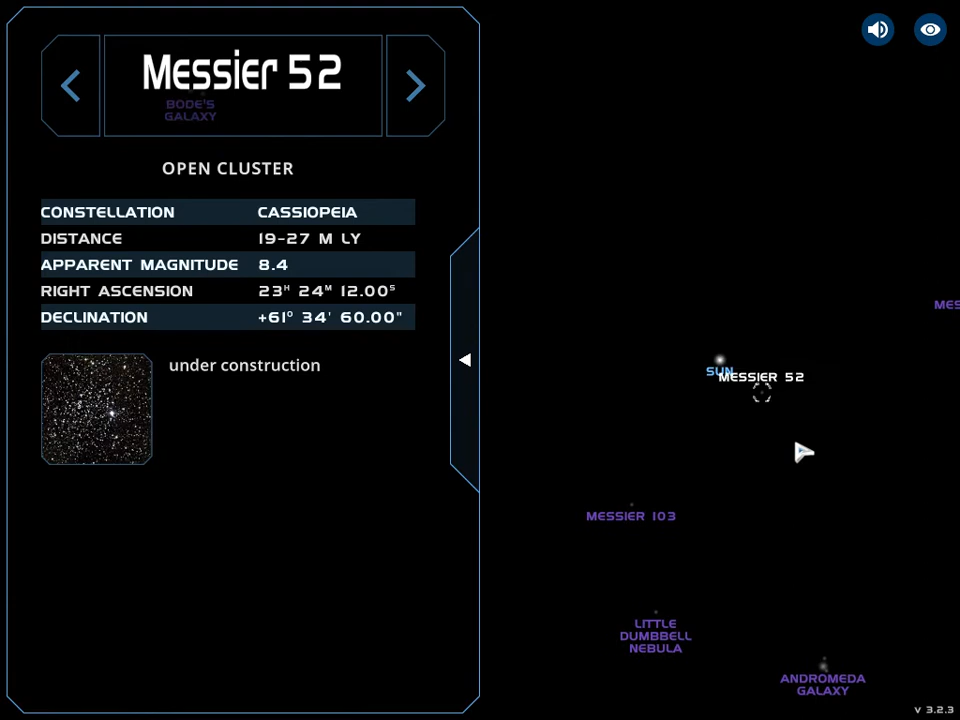 Messier 52
BODE'S
GALAXY
OPEN CLUSTER
CONSTELLATION CASSIOPEIA
DISTANCE 19-27 M LY
APPARENT MAGNITUDE 8.4
RIGHT ASCENSION 23ᴴ 24ᴹ 12.00ˢ
DECLINATION +61° 34' 60.00"
under construction
MES
SUN
MESSIER 52
MESSIER 103
LITTLE
DUMBBELL
NEBULA
ANDROMEDA
GALAXY
v 3.2.3